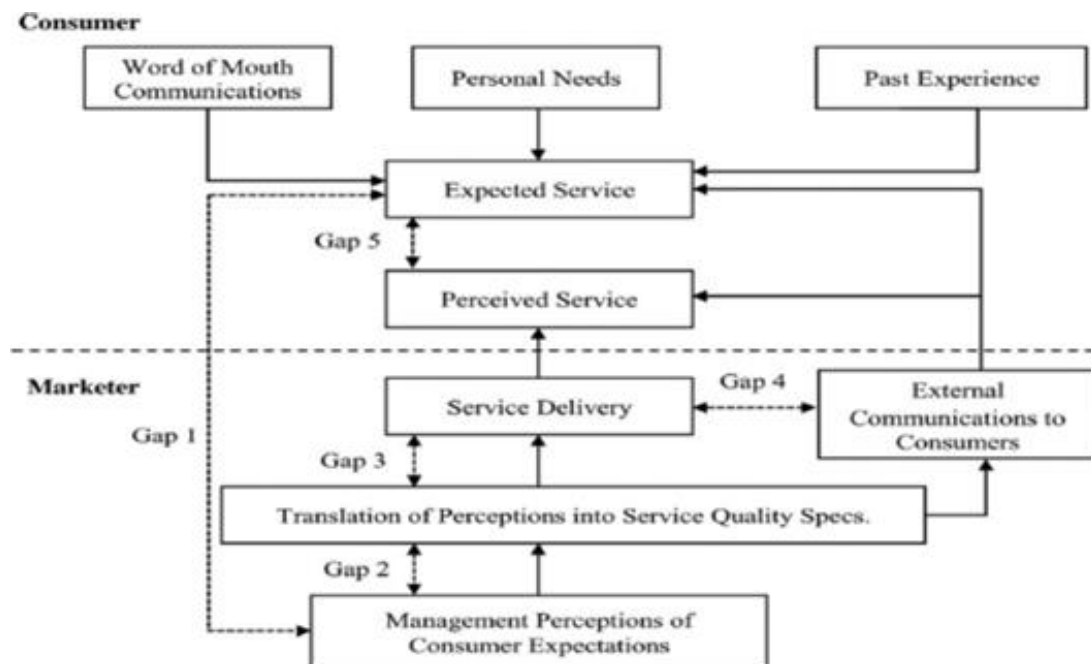 Consumer
Word of Mouth
Communications
Personal Needs
Past Experience
Expected Service
Gap 5
Perceived Service
Marketer
Service Delivery
Gap 4
External
Communications to
Consumers
Gap 1
Gap 3
Translation of Perceptions into Service Quality Specs.
Gap 2
Management Perceptions of
Consumer Expectations